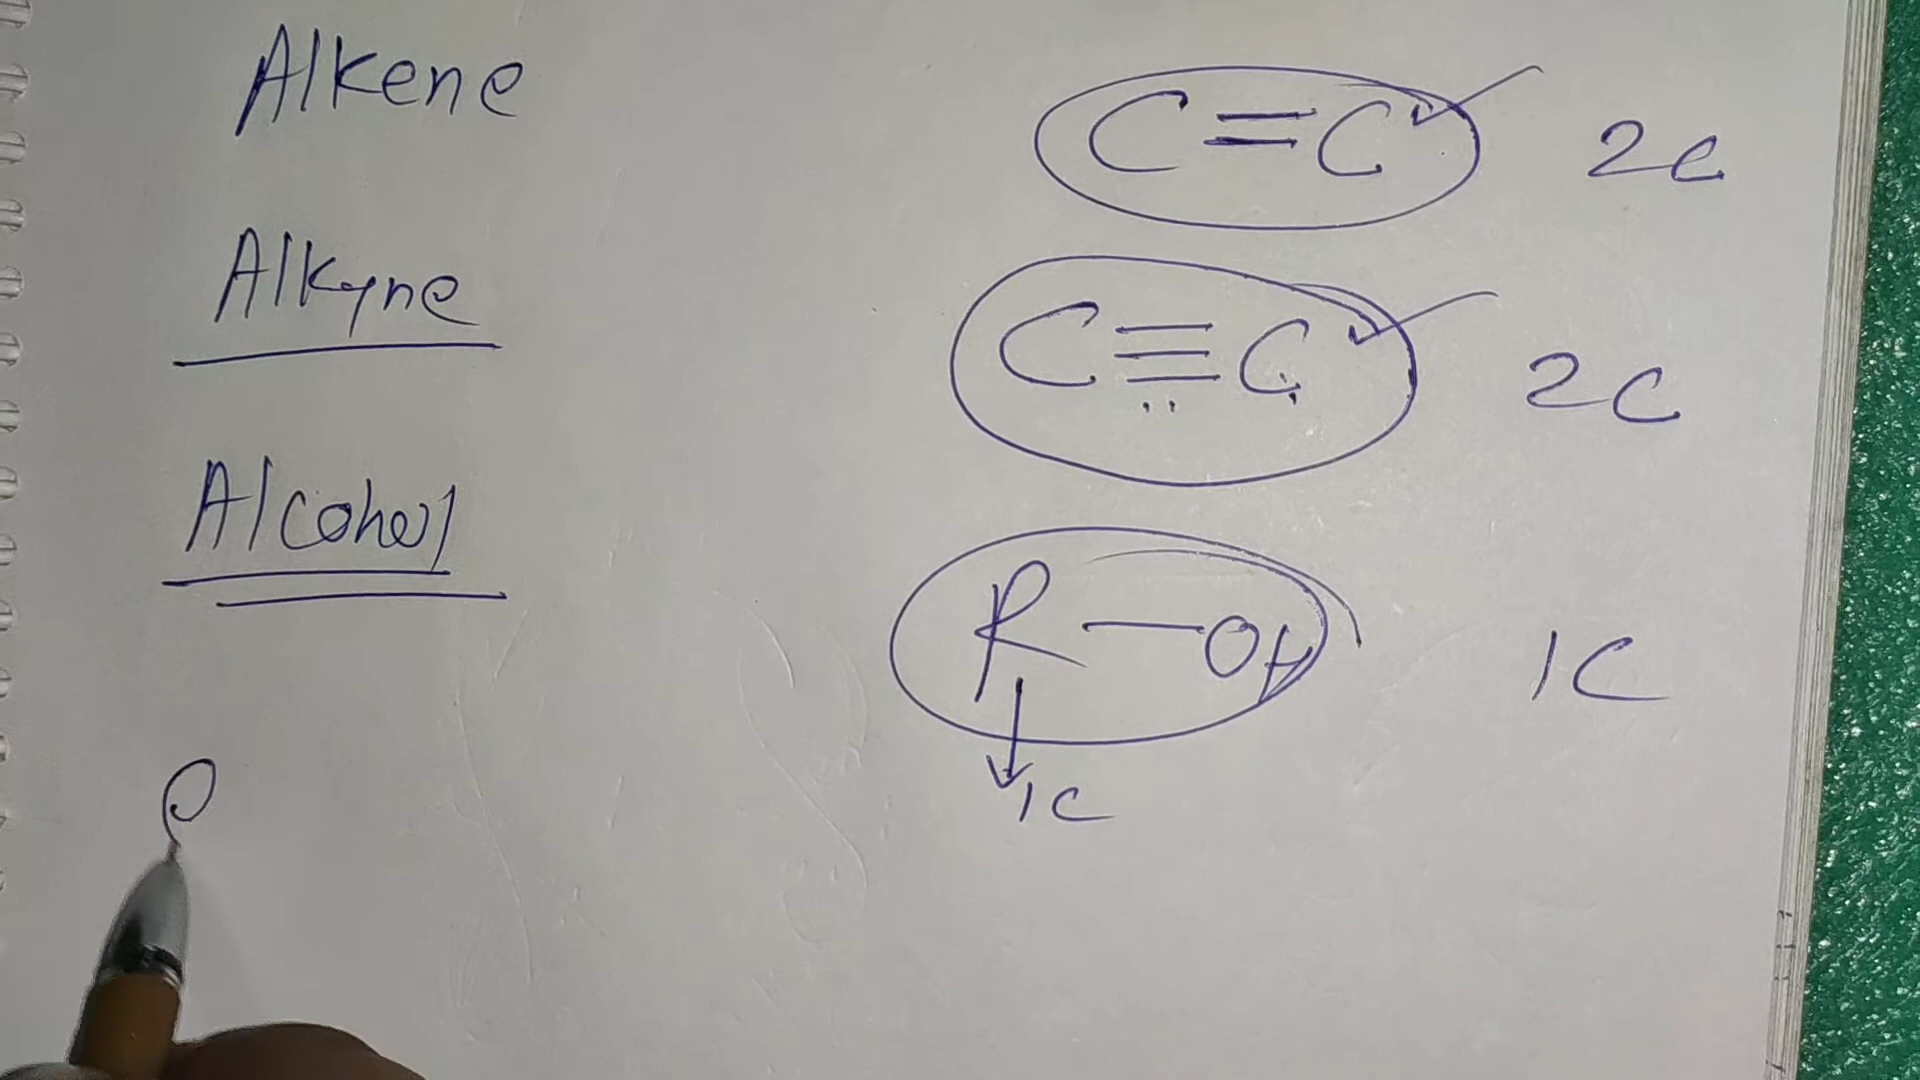 Alkene C=C 2C
Alkyne C≡C 2C
Alcohol R-OH 1C
1C